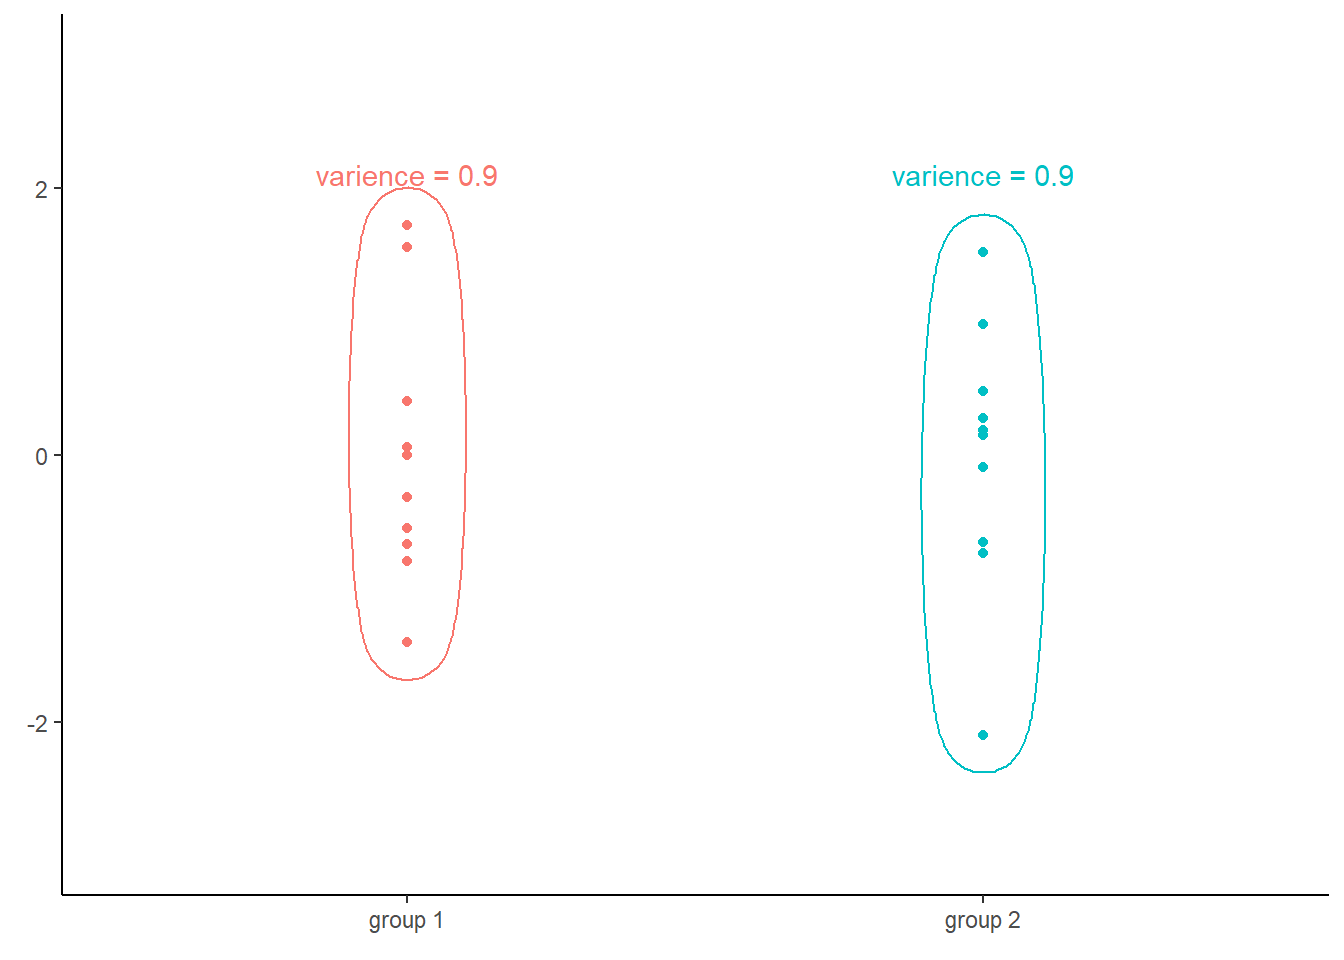 varience = 0.9
varience = 0.9
2
0
-2
group 1
group 2